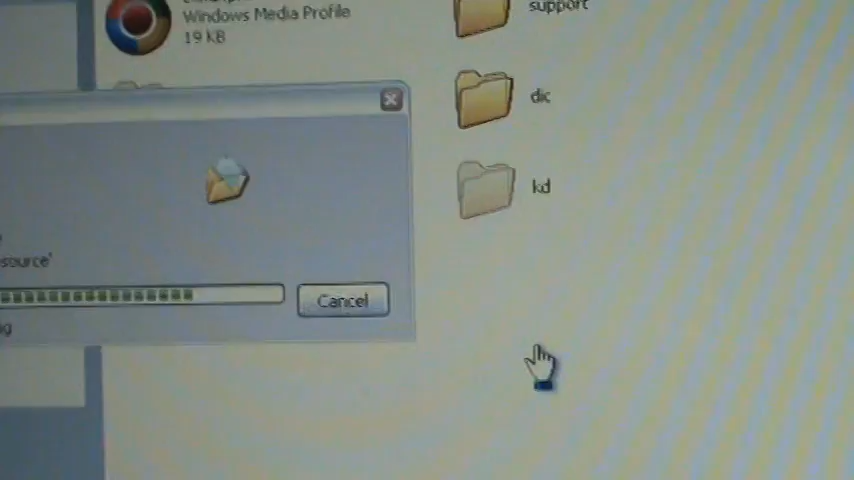 Windows Media Profile
19 KB
support
dic
kd
source'
Cancel